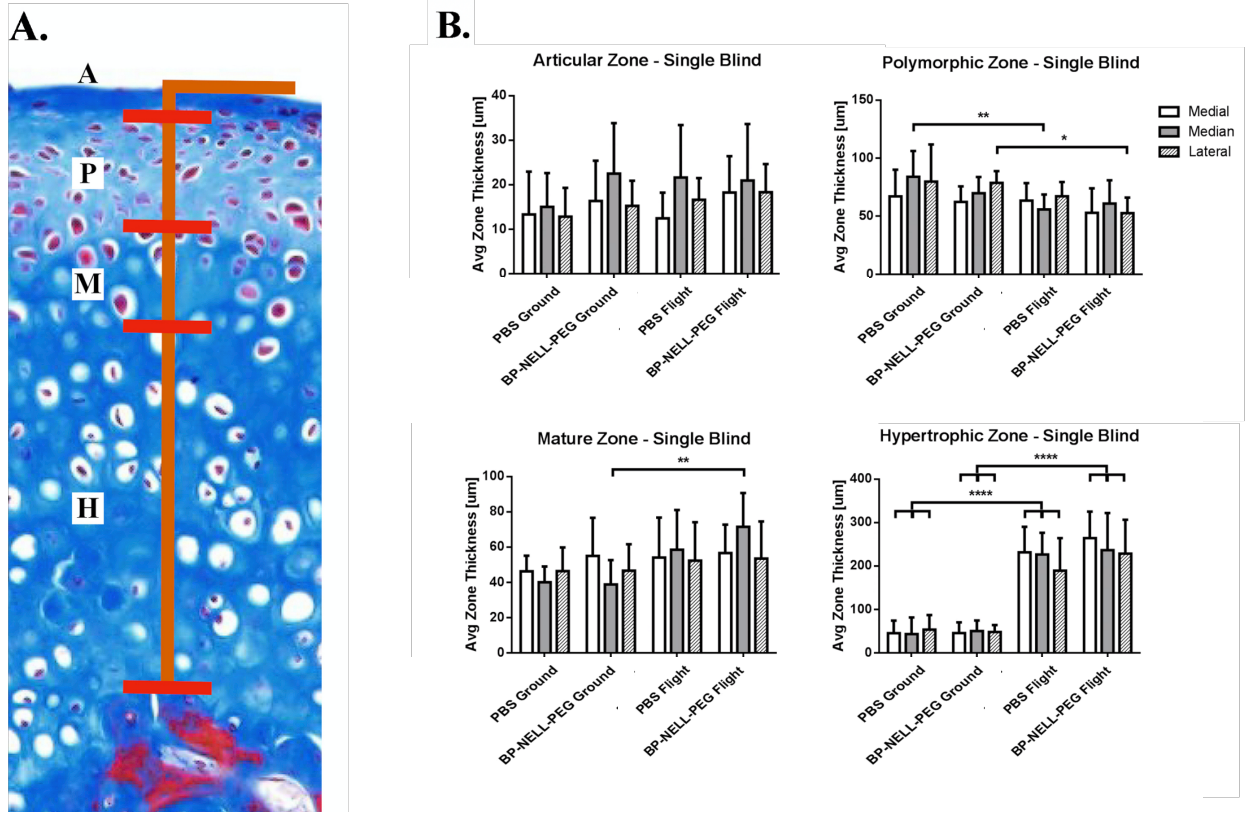 A.
A
P
M
H
B.
Articular Zone - Single Blind
Avg Zone Thickness [um]
40
30
20
10
0
PBS Ground
BP-NELL-PEG Ground
PBS Flight
BP-NELL-PEG Flight
Polymorphic Zone - Single Blind
Avg Zone Thickness [um]
150
100
50
0
**
*
PBS Ground
BP-NELL-PEG Ground
PBS Flight
BP-NELL-PEG Flight
Medial
Median
Lateral
Mature Zone - Single Blind
Avg Zone Thickness [um]
100
80
60
40
20
0
**
PBS Ground
BP-NELL-PEG Ground
PBS Flight
BP-NELL-PEG Flight
Hypertrophic Zone - Single Blind
Avg Zone Thickness [um]
400
300
200
100
0
****
****
PBS Ground
BP-NELL-PEG Ground
PBS Flight
BP-NELL-PEG Flight